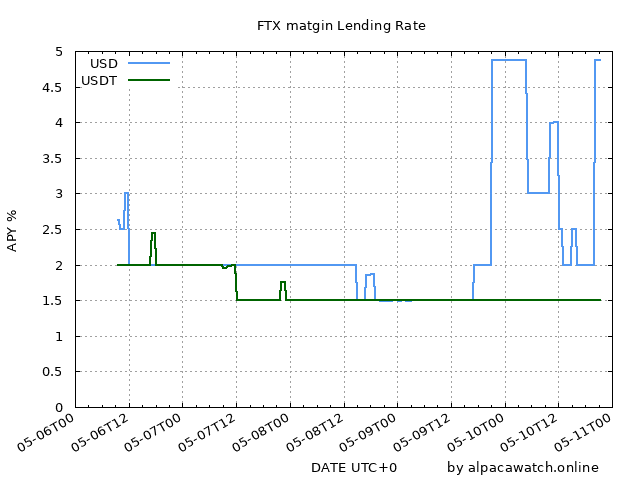 FTX matgin Lending Rate
USD
USDT
5
4.5
4
3.5
3
2.5
2
1.5
1
0.5
0
APY %
05-06T00
05-06T12
05-07T00
05-07T12
05-08T00
05-08T12
05-09T00
05-09T12
05-10T00
05-10T12
05-11T00
DATE UTC+0
by alpacawatch.online